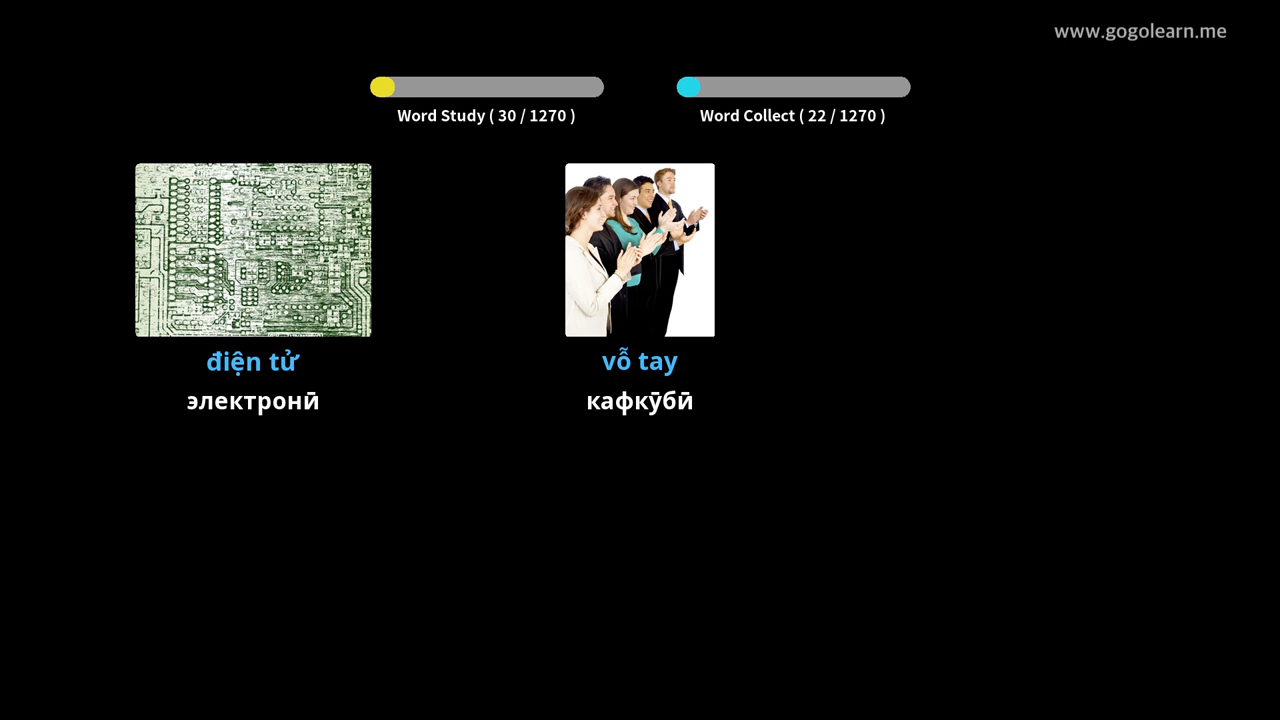 www.gogolearn.me
Word Study ( 30 / 1270 )
Word Collect ( 22 / 1270 )
điện tử
электронӣ
vỗ tay
кафкӯбӣ